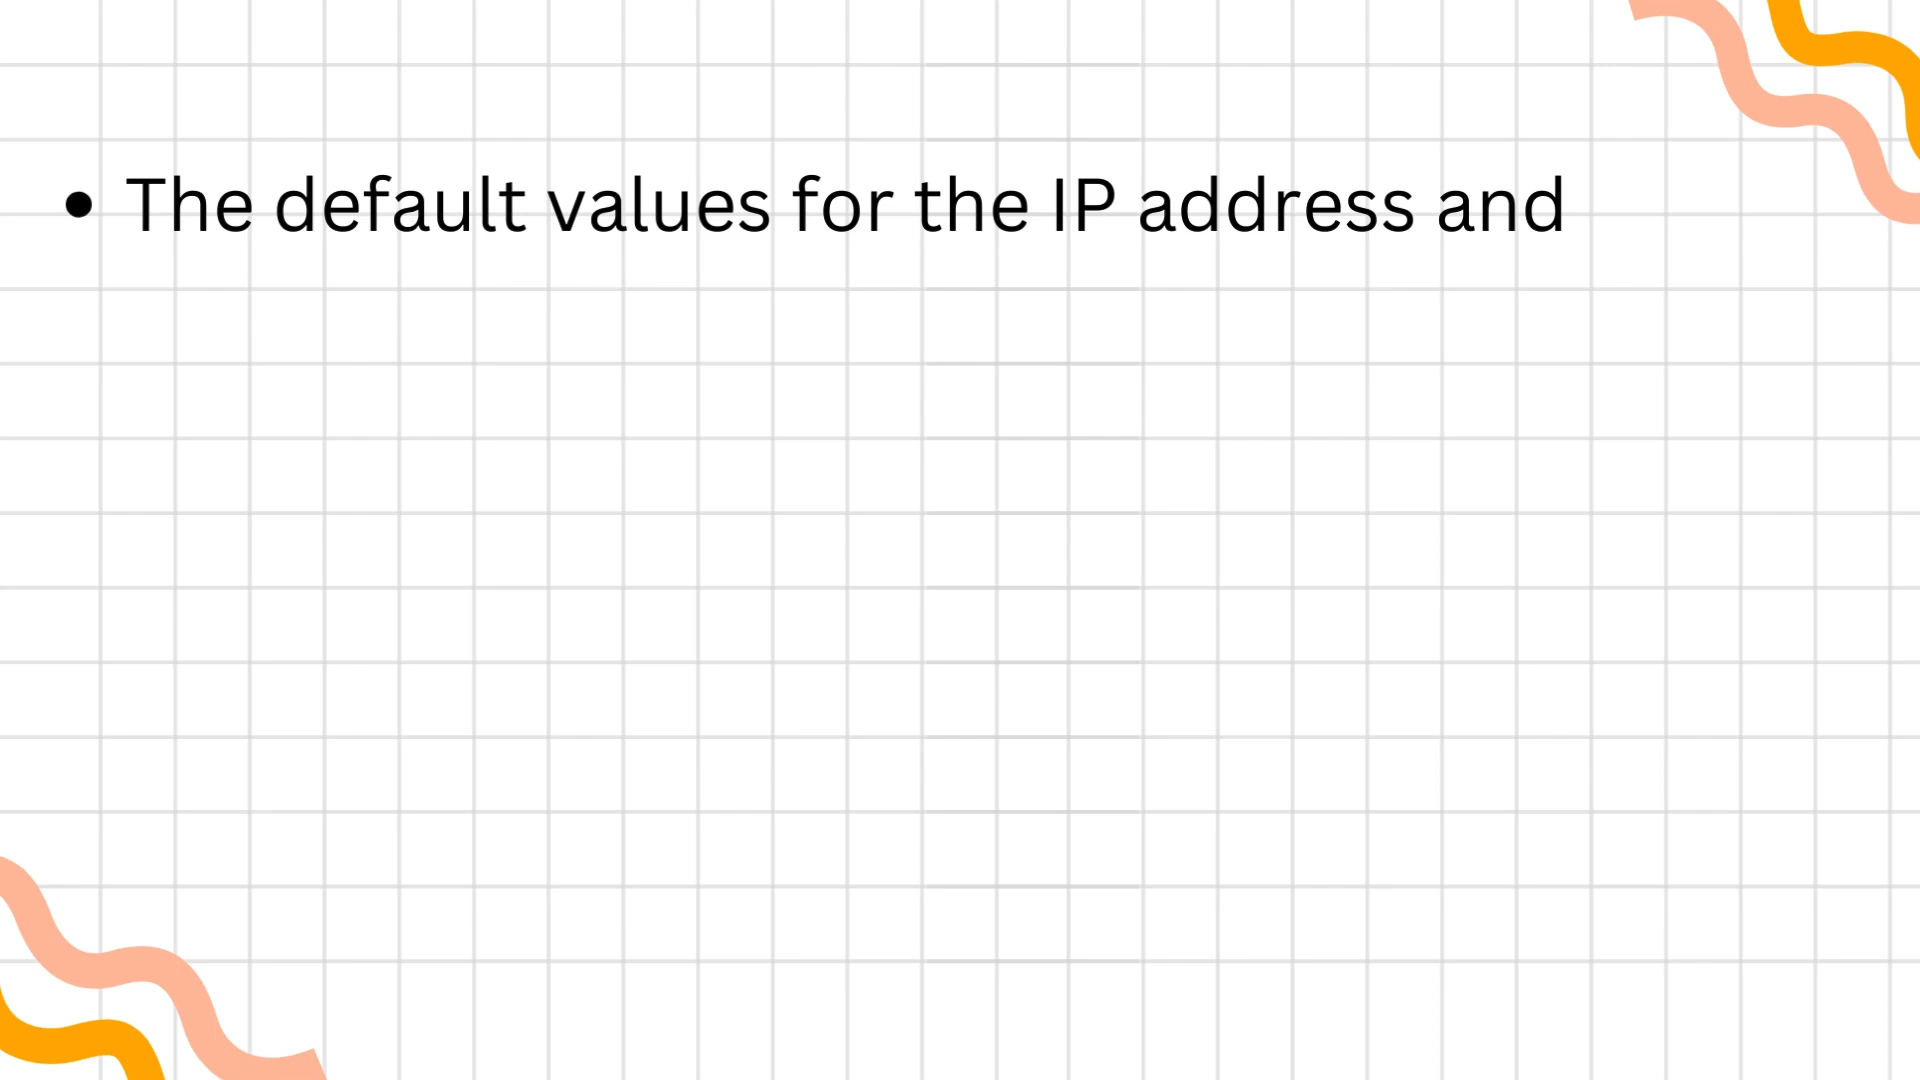 • The default values for the IP address and